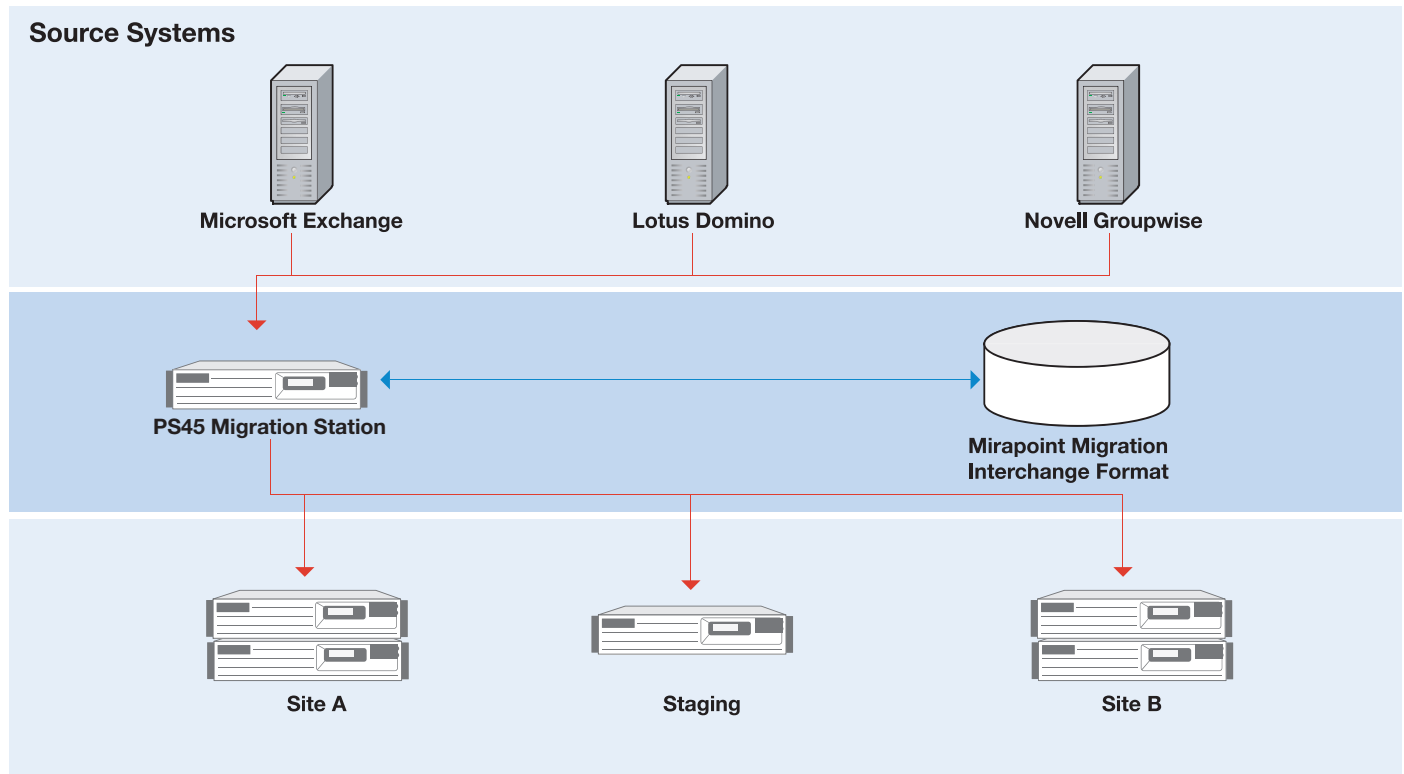 Source Systems
Microsoft Exchange
Lotus Domino
Novell Groupwise
PS45 Migration Station
Mirapoint Migration
Interchange Format
Site A
Staging
Site B